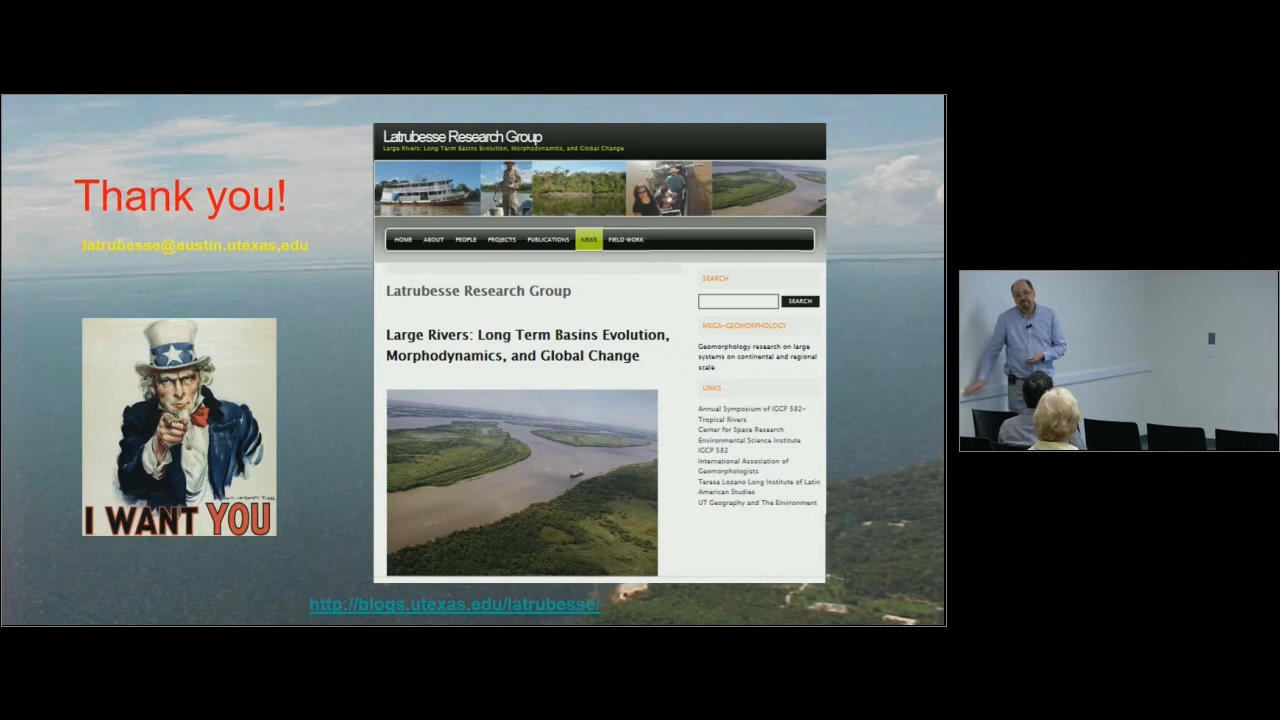 Thank you!
latrubesse@austin.utexas.edu
I WANT YOU
Latrubesse Research Group
Large Rivers: Long Term Basins Evolution, Morphodynamics, and Global Change
HOME ABOUT PEOPLE PROJECTS PUBLICATIONS NEWS FIELD WORK
Latrubesse Research Group
Large Rivers: Long Term Basins Evolution,
Morphodynamics, and Global Change
SEARCH
SEARCH
MEGA-GEOMORPHOLOGY
Geomorphology research on large
systems on continental and regional
scale
LINKS
Annual Symposium of IGCP 582-
Tropical Rivers
Center for Space Research
Environmental Science Institute
IGCP 582
International Association of
Geomorphologists
Teresa Lozano Long Institute of Latin
American Studies
UT Geography and The Environment
http://blogs.utexas.edu/latrubesse/